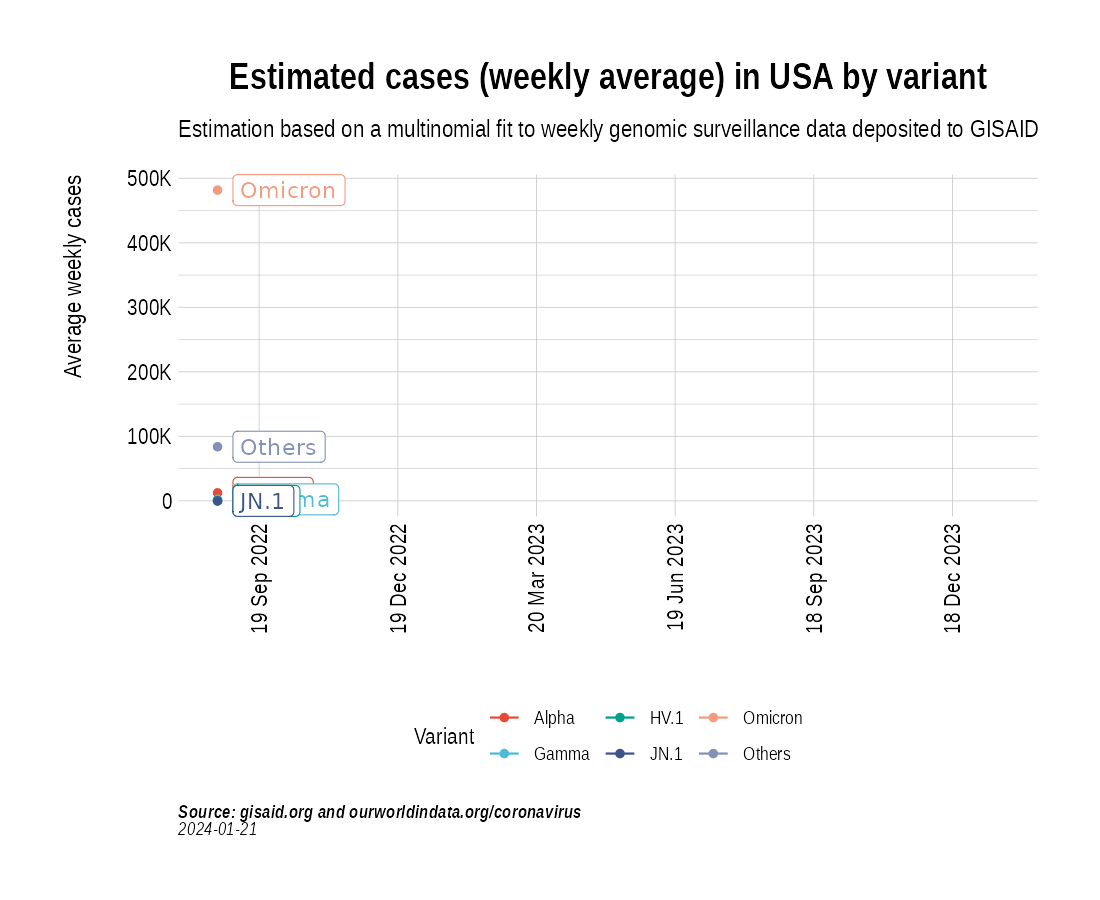 Estimated cases (weekly average) in USA by variant
Estimation based on a multinomial fit to weekly genomic surveillance data deposited to GISAID
Average weekly cases
500K
400K
300K
200K
100K
0
Omicron
Others
JN.1
ma
19 Sep 2022
19 Dec 2022
20 Mar 2023
19 Jun 2023
18 Sep 2023
18 Dec 2023
Variant
Alpha
HV.1
Omicron
Gamma
JN.1
Others
Source: gisaid.org and ourworldindata.org/coronavirus
2024-01-21